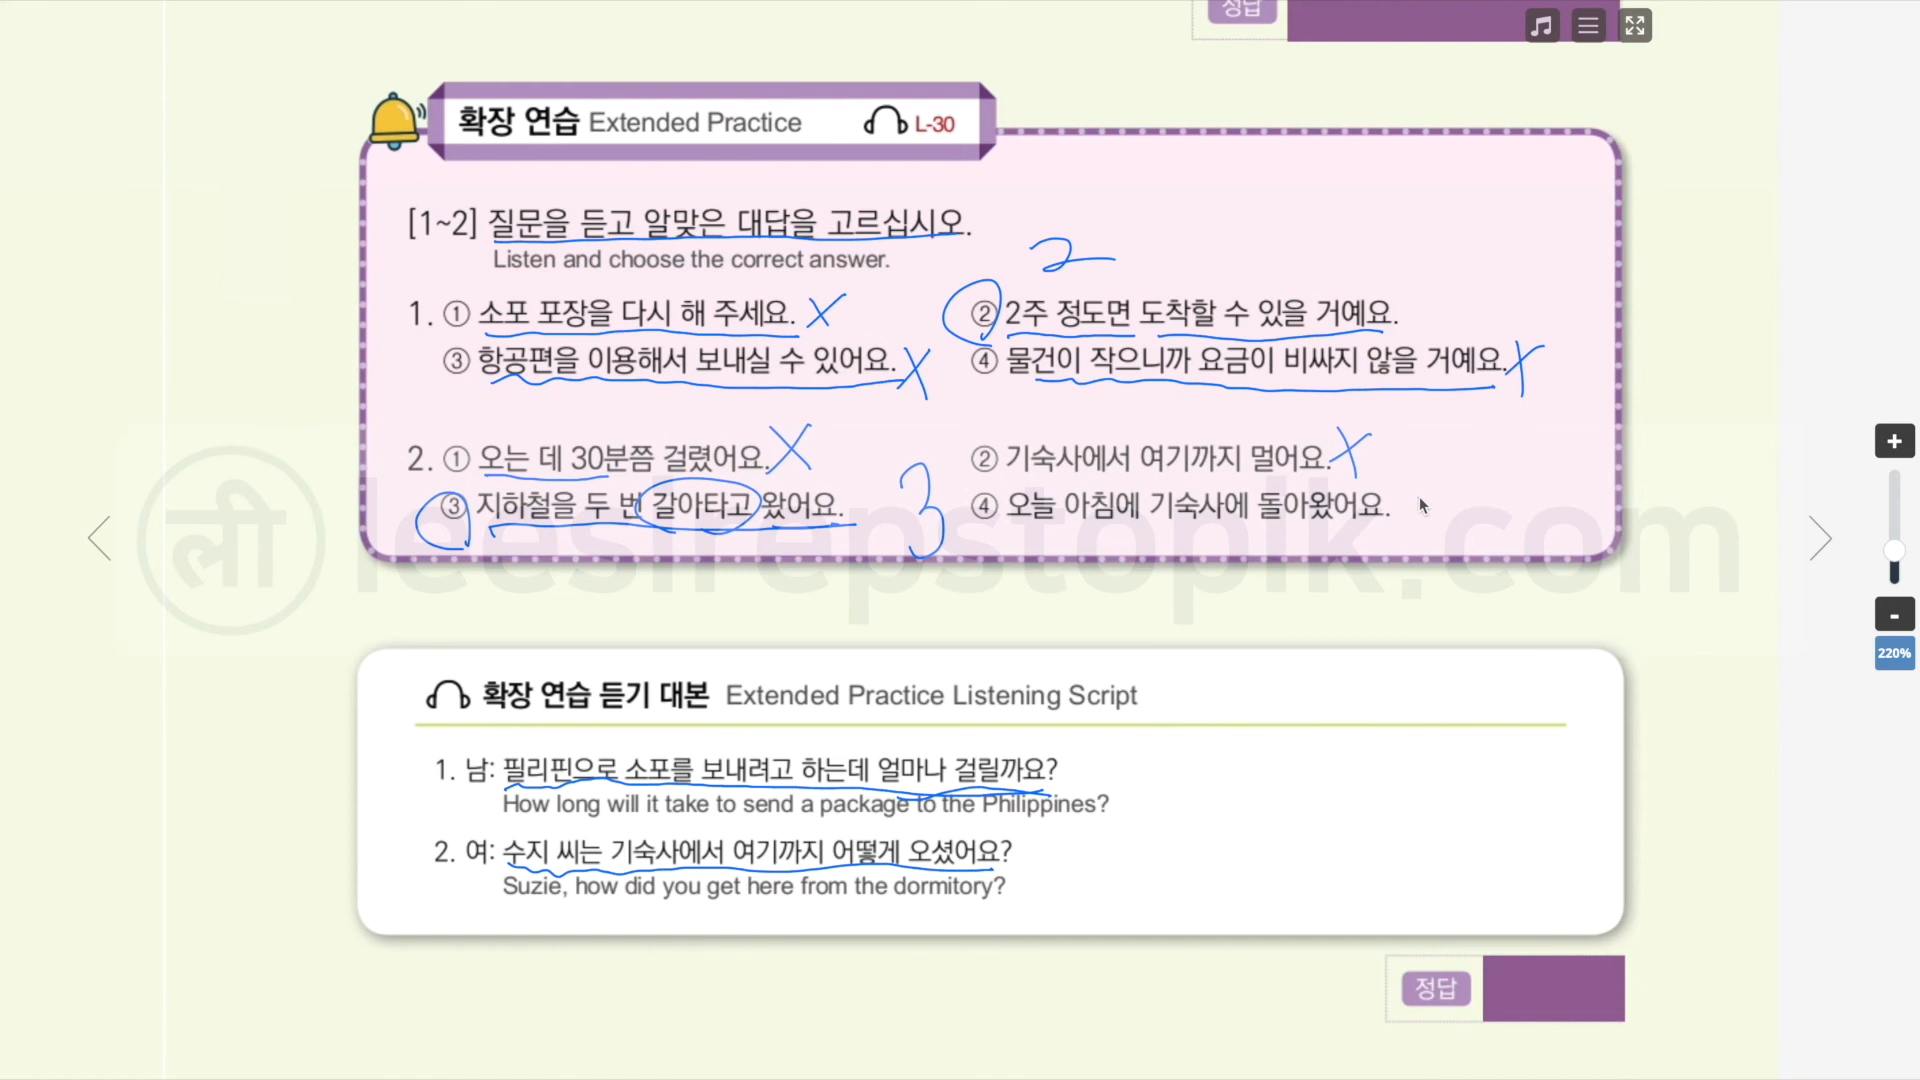 정답
확장 연습 Extended Practice L-30
[1~2] 질문을 듣고 알맞은 대답을 고르십시오.
Listen and choose the correct answer.
2
1. ① 소포 포장을 다시 해 주세요. X ② 2주 정도면 도착할 수 있을 거예요.
③ 항공편을 이용해서 보내실 수 있어요. X ④ 물건이 작으니까 요금이 비싸지 않을 거예요. X
2. ① 오는 데 30분쯤 걸렸어요. X ② 기숙사에서 여기까지 멀어요. X
③ 지하철을 두 번 갈아타고 왔어요. 3 ④ 오늘 아침에 기숙사에 돌아왔어요.
ली leesirepstopik.com
확장 연습 듣기 대본 Extended Practice Listening Script
1. 남: 필리핀으로 소포를 보내려고 하는데 얼마나 걸릴까요?
How long will it take to send a package to the Philippines?
2. 여: 수지 씨는 기숙사에서 여기까지 어떻게 오셨어요?
Suzie, how did you get here from the dormitory?
정답
+
-
220%